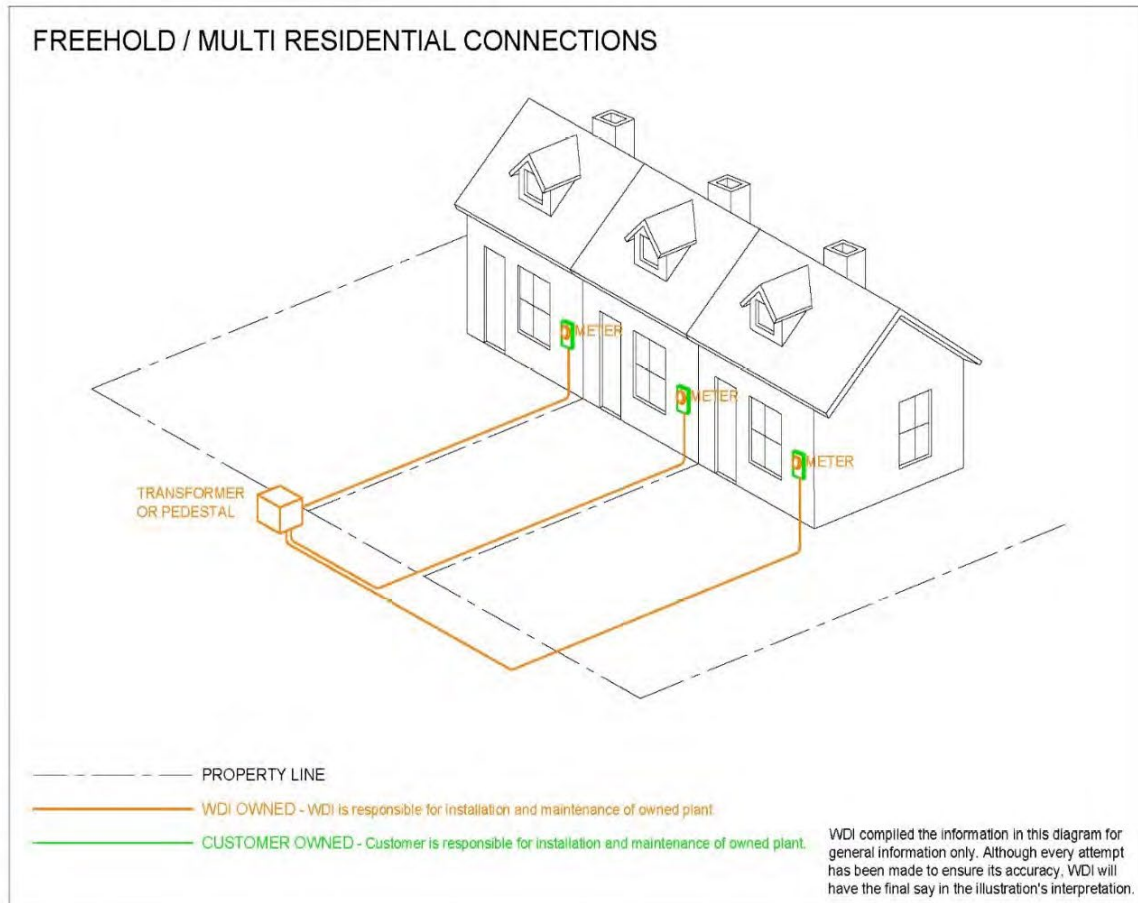 FREEHOLD / MULTI RESIDENTIAL CONNECTIONS
METER
METER
METER
TRANSFORMER
OR PEDESTAL
PROPERTY LINE
WDI OWNED - WDI is responsible for installation and maintenance of owned plant.
CUSTOMER OWNED - Customer is responsible for installation and maintenance of owned plant.
WDI compiled the information in this diagram for
general information only. Although every attempt
has been made to ensure its accuracy, WDI will
have the final say in the illustration's interpretation.